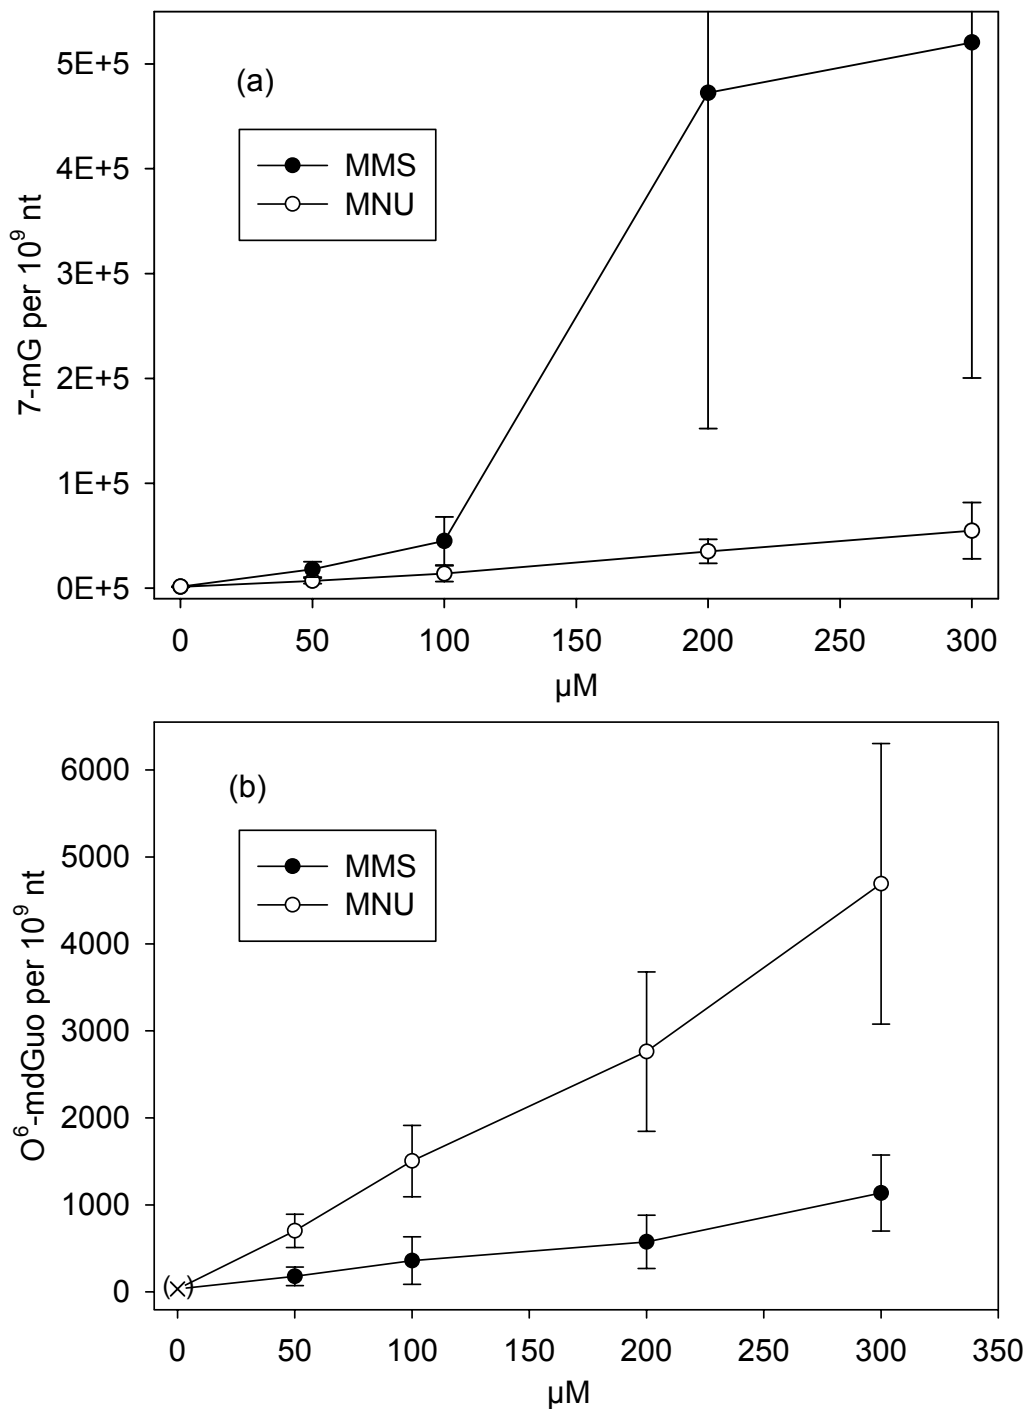 (a)
MMS
MNU
7-mG per 10⁹ nt
5E+5
4E+5
3E+5
2E+5
1E+5
0E+5
0 50 100 150 200 250 300
µM
(b)
MMS
MNU
O⁶-mdGuo per 10⁹ nt
6000
5000
4000
3000
2000
1000
0
(×)
0 50 100 150 200 250 300 350
µM